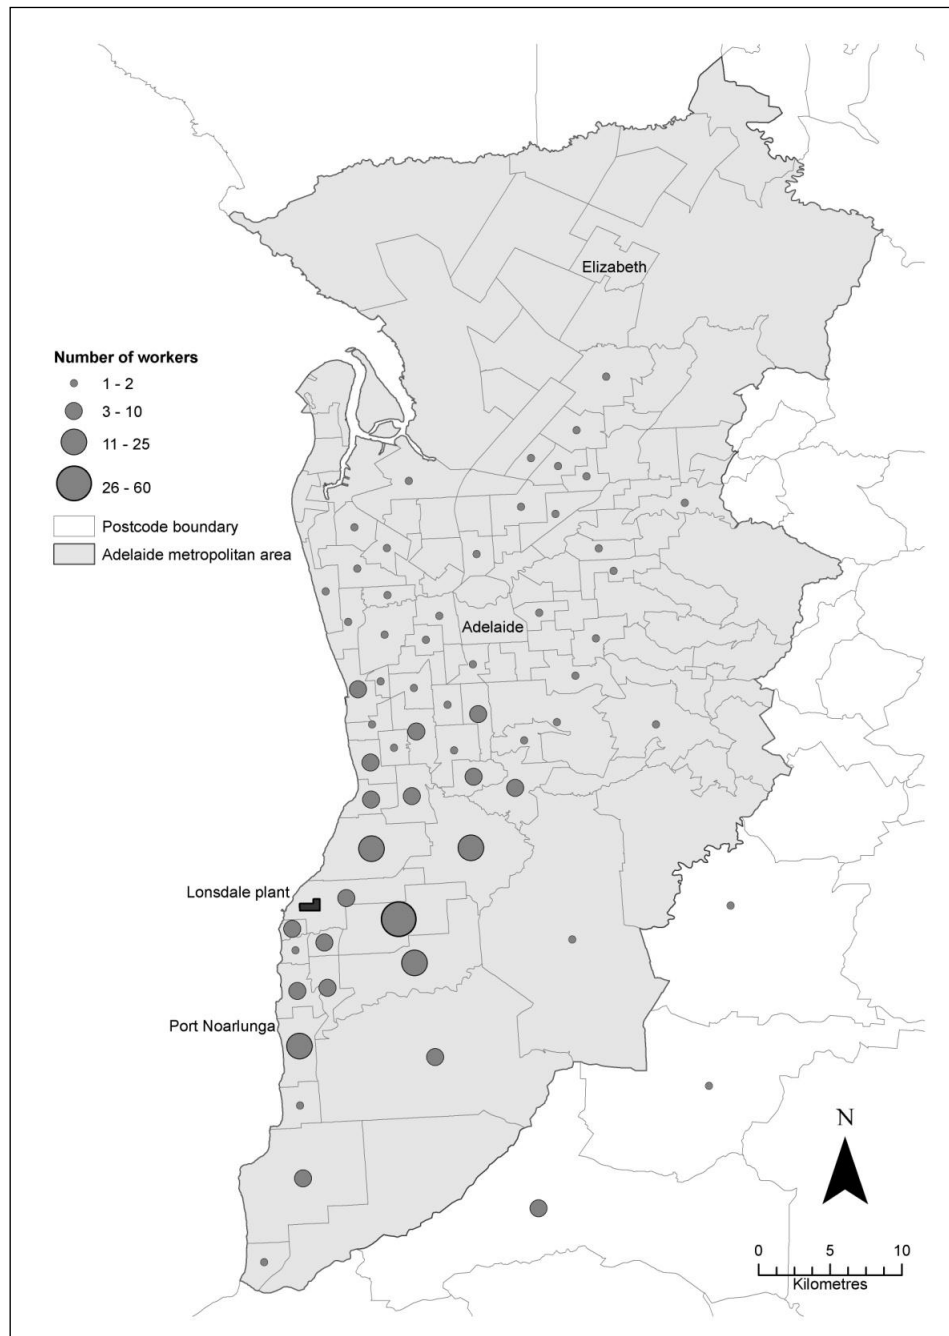 Elizabeth
Number of workers
1 - 2
3 - 10
11 - 25
26 - 60
Postcode boundary
Adelaide metropolitan area
Adelaide
Lonsdale plant
Port Noarlunga
N
0 5 10
Kilometres